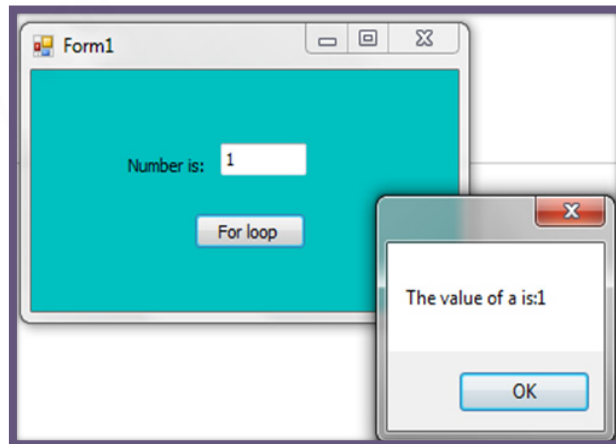 Form1
Number is: 1
For loop
The value of a is:1
OK